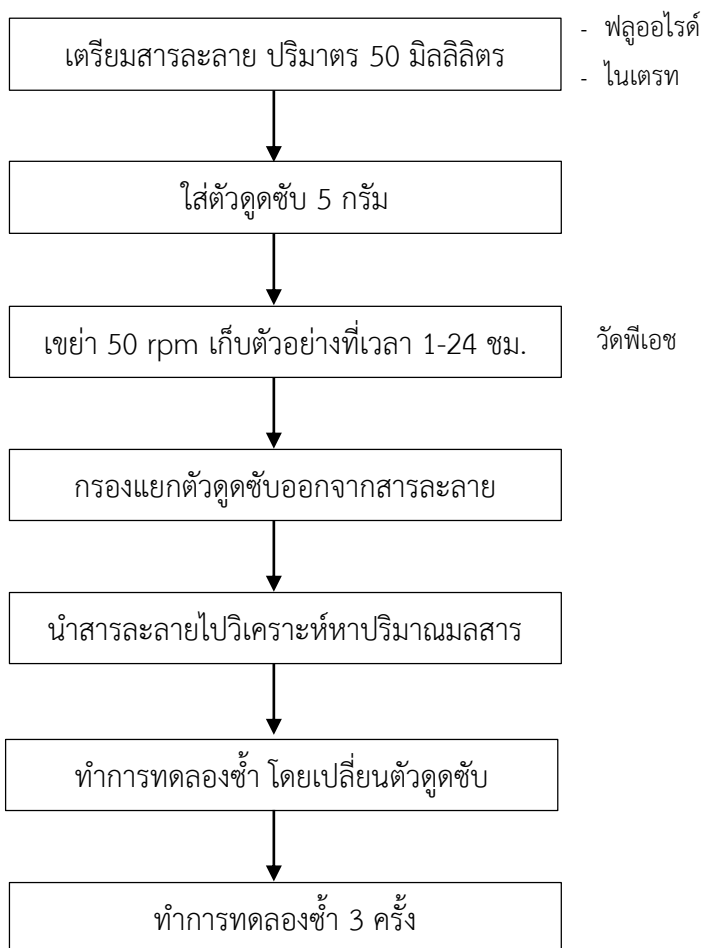 เตรียมสารละลาย ปริมาตร 50 มิลลิลิตร
- ฟลูออไรด์
- ไนเตรท
ใส่ตัวดูดซับ 5 กรัม
เขย่า 50 rpm เก็บตัวอย่างที่เวลา 1-24 ชม.
วัดพีเอช
กรองแยกตัวดูดซับออกจากสารละลาย
นำสารละลายไปวิเคราะห์หาปริมาณมลสาร
ทำการทดลองซ้ำ โดยเปลี่ยนตัวดูดซับ
ทำการทดลองซ้ำ 3 ครั้ง